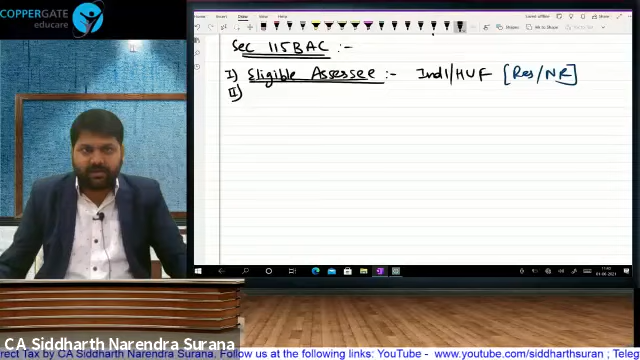 COPPERGATE
educare
Sec 115BAC :-
I) Eligible Assessee :- Indl/HUF [Res/NR]
II)
CA Siddharth Narendra Surana
rect Tax by CA Siddharth Narendra Surana. Follow us at the following links: YouTube - www.youtube.com/siddharthsuran ; Teleg